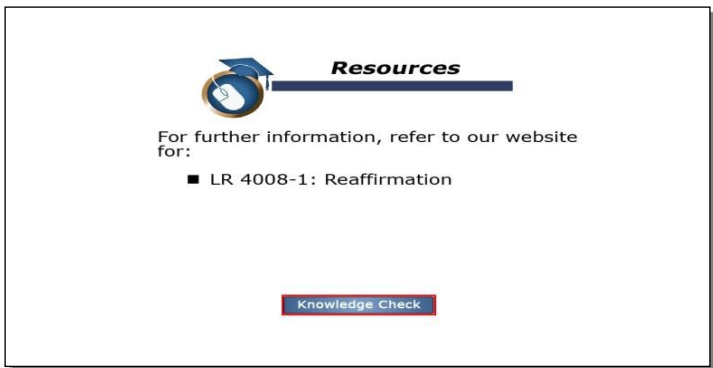 Resources
For further information, refer to our website
for:
■ LR 4008-1: Reaffirmation
Knowledge Check